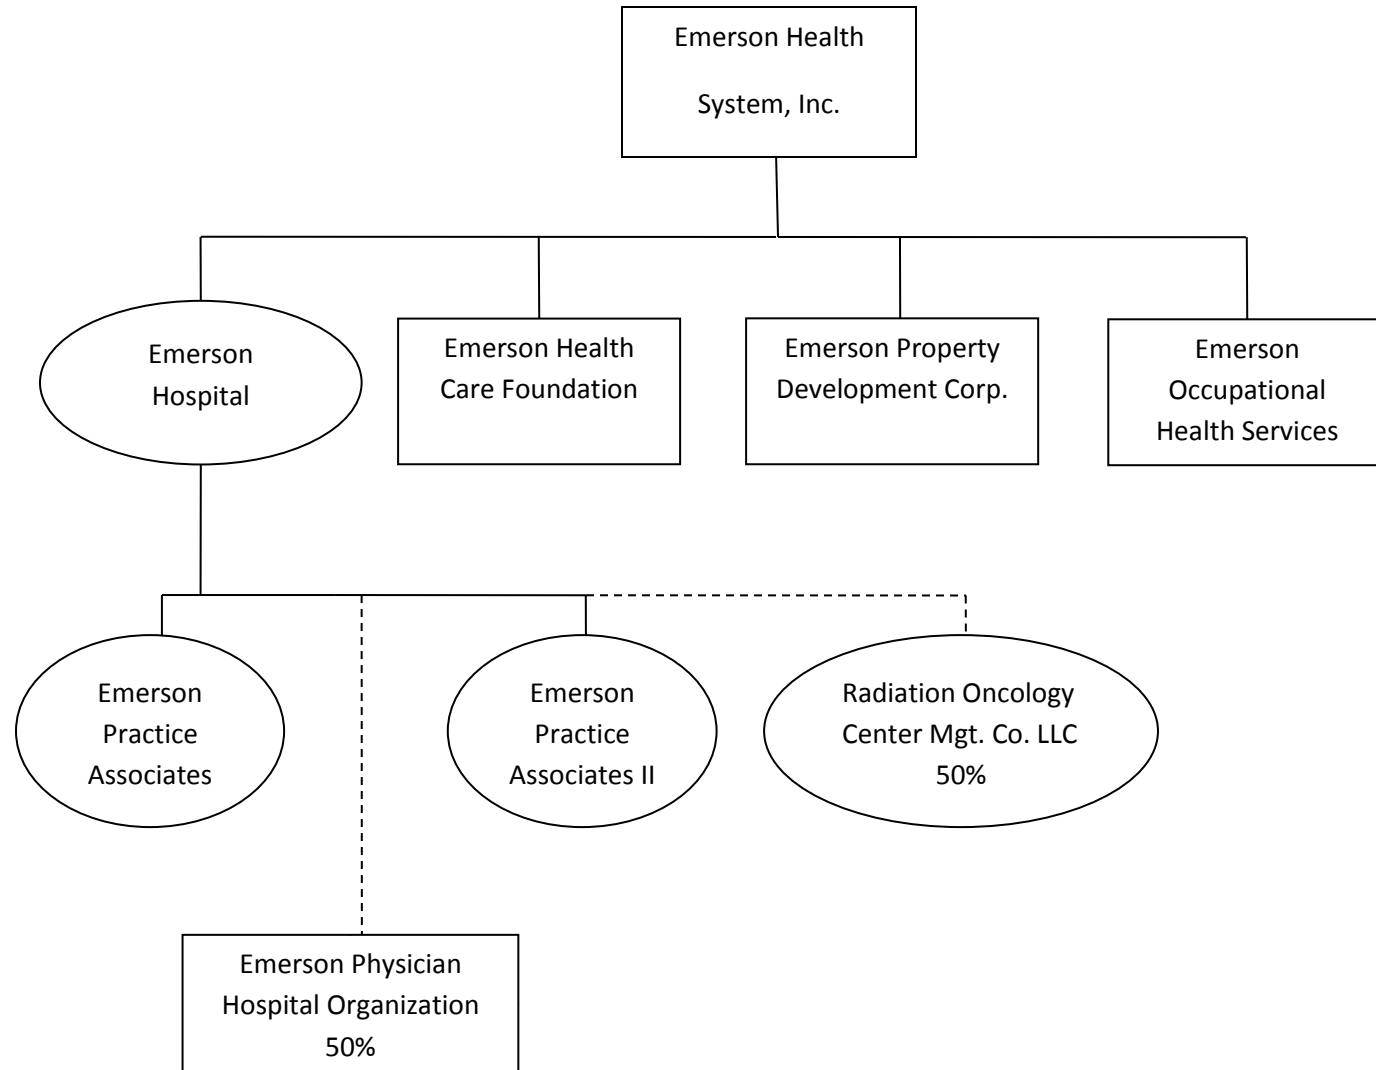 Emerson Health
System, Inc.
Emerson
Hospital
Emerson Health
Care Foundation
Emerson Property
Development Corp.
Emerson
Occupational
Health Services
Emerson
Practice
Associates
Emerson
Practice
Associates II
Radiation Oncology
Center Mgt. Co. LLC
50%
Emerson Physician
Hospital Organization
50%